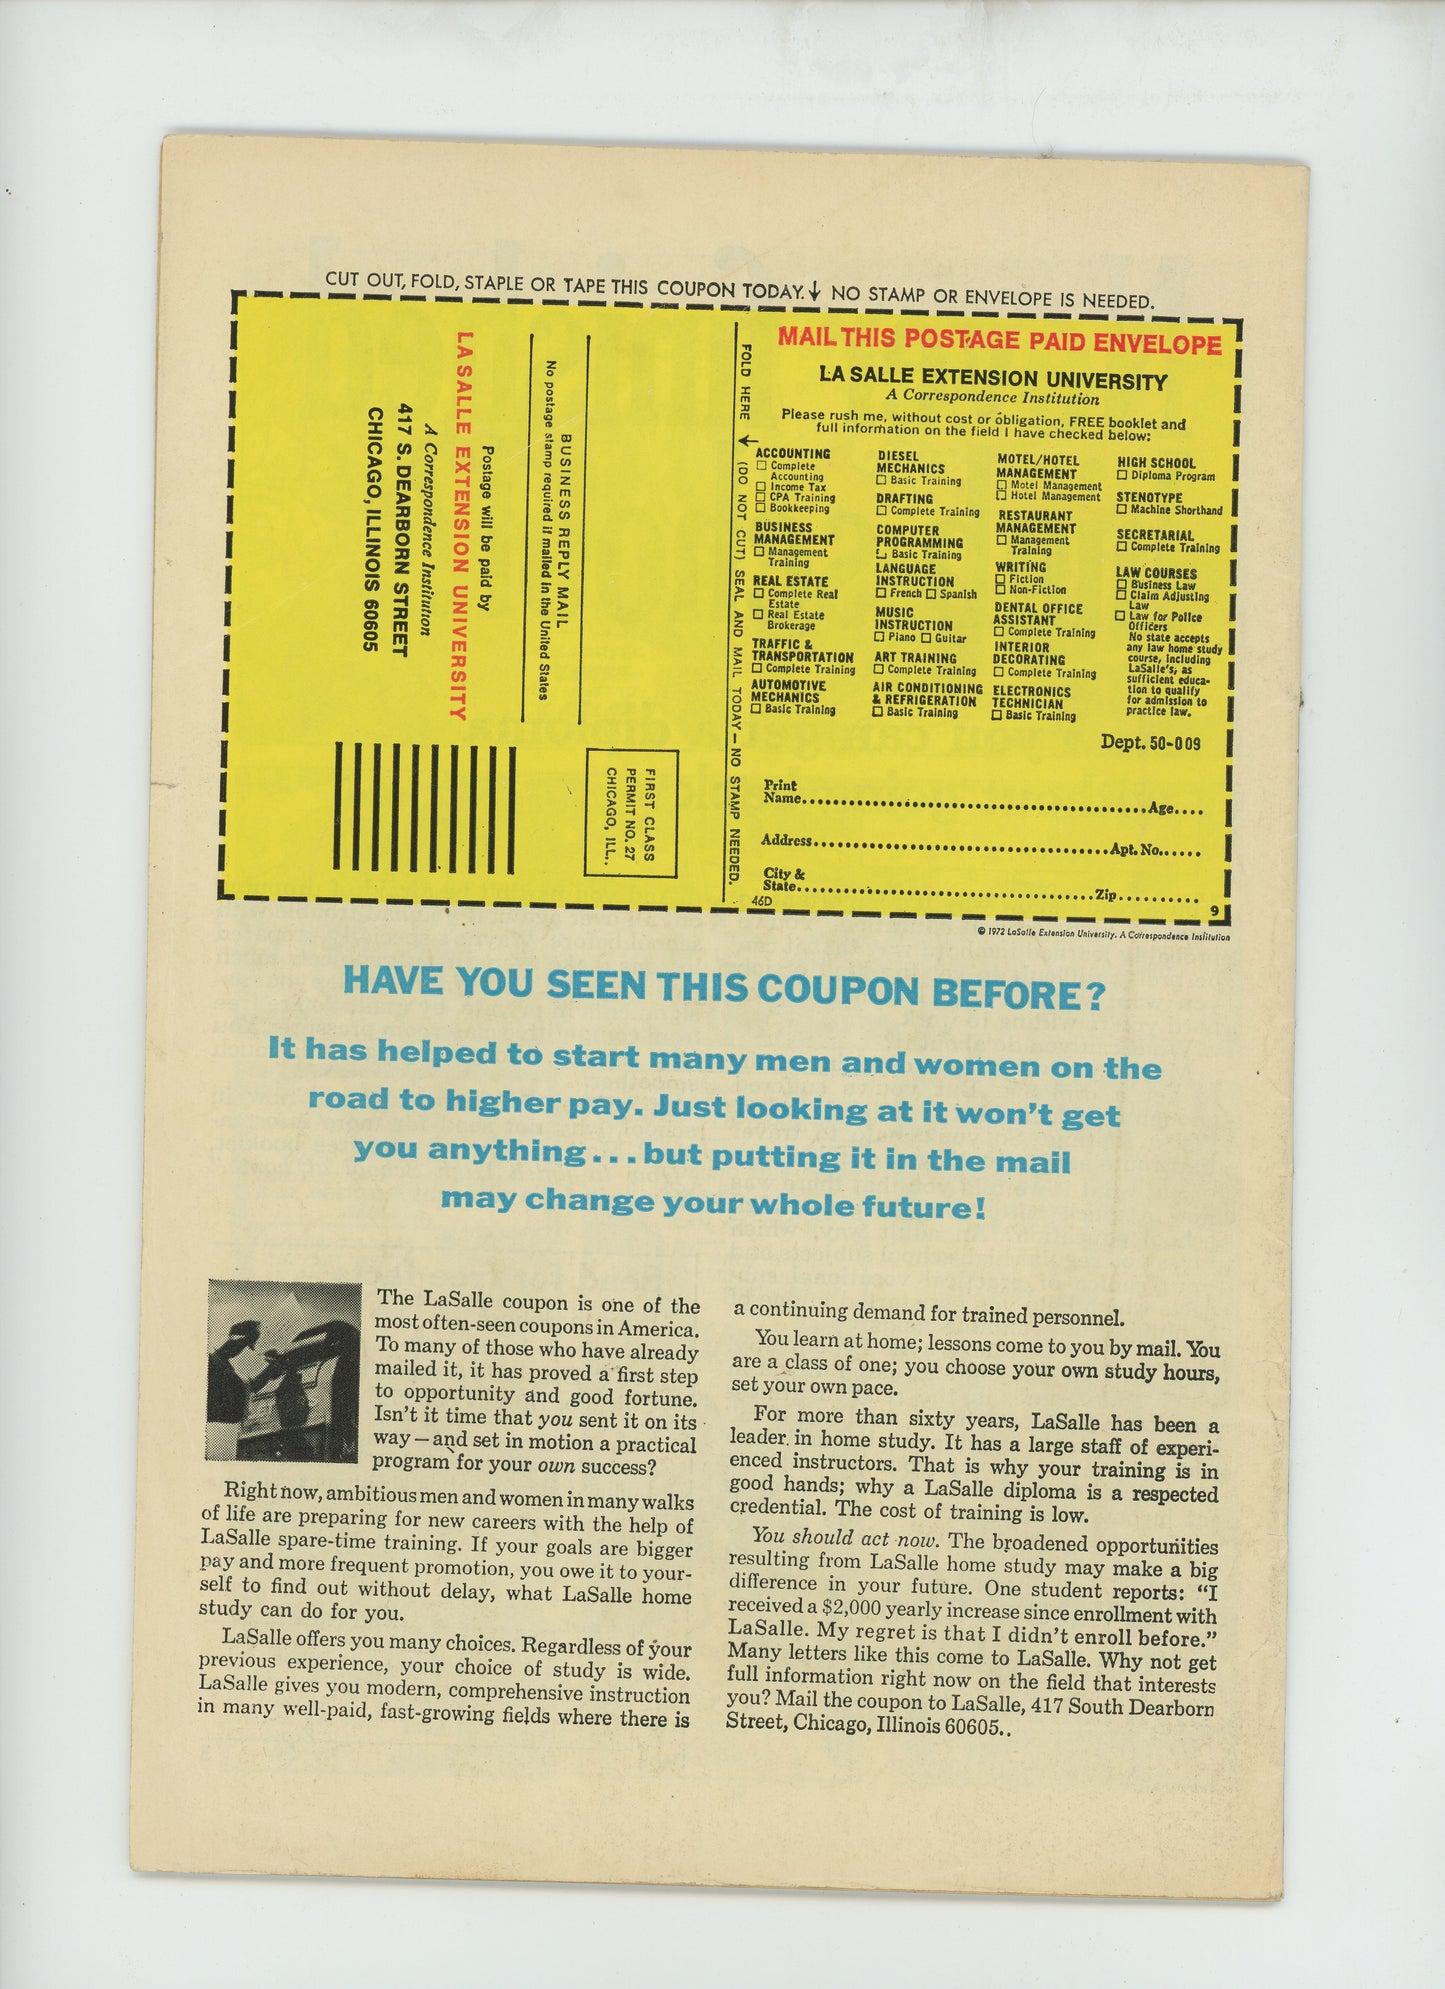 CUT OUT, FOLD, STAPLE OR TAPE THIS COUPON TODAY.↓ NO STAMP OR ENVELOPE IS NEEDED.
FIRST CLASS
PERMIT NO. 27
CHICAGO, ILL..
BUSINESS REPLY MAIL
No postage stamp required if mailed in the United States
Postage will be paid by
LA SALLE EXTENSION UNIVERSITY
A Correspondence Institution
417 S. DEARBORN STREET
CHICAGO, ILLINOIS 60605
FOLD HERE → (DO NOT CUT) SEAL AND MAIL TODAY — NO STAMP NEEDED.
MAIL THIS POSTAGE PAID ENVELOPE
LA SALLE EXTENSION UNIVERSITY
A Correspondence Institution
Please rush me, without cost or obligation, FREE booklet and
full information on the field I have checked below:
ACCOUNTING
☐ Complete
Accounting
☐ Income Tax
☐ CPA Training
☐ Bookkeeping
BUSINESS
MANAGEMENT
☐ Management
Training
REAL ESTATE
☐ Complete Real
Estate
☐ Real Estate
Brokerage
TRAFFIC &
TRANSPORTATION
☐ Complete Training
AUTOMOTIVE
MECHANICS
☐ Basic Training
DIESEL
MECHANICS
☐ Basic Training
DRAFTING
☐ Complete Training
COMPUTER
PROGRAMMING
☐ Basic Training
LANGUAGE
INSTRUCTION
☐ French ☐ Spanish
MUSIC
INSTRUCTION
☐ Piano ☐ Guitar
ART TRAINING
☐ Complete Training
AIR CONDITIONING
& REFRIGERATION
☐ Basic Training
MOTEL/HOTEL
MANAGEMENT
☐ Motel Management
☐ Hotel Management
RESTAURANT
MANAGEMENT
☐ Management
Training
WRITING
☐ Fiction
☐ Non-Fiction
DENTAL OFFICE
ASSISTANT
☐ Complete Training
INTERIOR
DECORATING
☐ Complete Training
ELECTRONICS
TECHNICIAN
☐ Basic Training
HIGH SCHOOL
☐ Diploma Program
STENOTYPE
☐ Machine Shorthand
SECRETARIAL
☐ Complete Training
LAW COURSES
☐ Business Law
☐ Claim Adjusting
Law
☐ Law for Police
Officers
No state accepts
any law home study
course, including
LaSalle's, as
sufficient educa-
tion to qualify
for admission to
practice law.
Dept. 50-009
Print
Name.......................................Age....
Address..................................Apt. No......
City &
State..................................Zip..........
46D
9
© 1972 LaSalle Extension University. A Correspondence Institution
HAVE YOU SEEN THIS COUPON BEFORE?
It has helped to start many men and women on the
road to higher pay. Just looking at it won't get
you anything...but putting it in the mail
may change your whole future!
The LaSalle coupon is one of the
most often-seen coupons in America.
To many of those who have already
mailed it, it has proved a first step
to opportunity and good fortune.
Isn't it time that you sent it on its
way—and set in motion a practical
program for your own success?
Right now, ambitious men and women in many walks
of life are preparing for new careers with the help of
LaSalle spare-time training. If your goals are bigger
pay and more frequent promotion, you owe it to your-
self to find out without delay, what LaSalle home
study can do for you.
LaSalle offers you many choices. Regardless of your
previous experience, your choice of study is wide.
LaSalle gives you modern, comprehensive instruction
in many well-paid, fast-growing fields where there is
a continuing demand for trained personnel.
You learn at home; lessons come to you by mail. You
are a class of one; you choose your own study hours,
set your own pace.
For more than sixty years, LaSalle has been a
leader in home study. It has a large staff of experi-
enced instructors. That is why your training is in
good hands; why a LaSalle diploma is a respected
credential. The cost of training is low.
You should act now. The broadened opportunities
resulting from LaSalle home study may make a big
difference in your future. One student reports: "I
received a $2,000 yearly increase since enrollment with
LaSalle. My regret is that I didn't enroll before."
Many letters like this come to LaSalle. Why not get
full information right now on the field that interests
you? Mail the coupon to LaSalle, 417 South Dearborn
Street, Chicago, Illinois 60605..